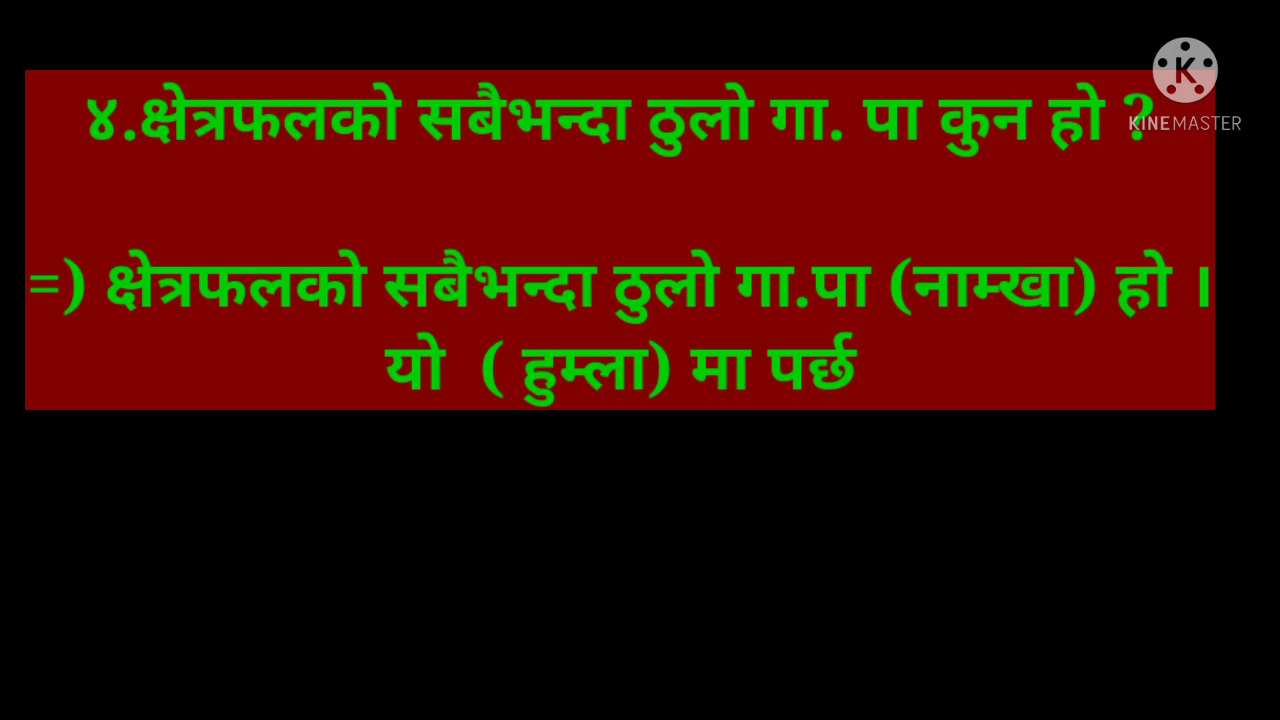 ४.क्षेत्रफलको सबैभन्दा ठुलो गा. पा कुन हो ?
=) क्षेत्रफलको सबैभन्दा ठुलो गा.पा (नाम्खा) हो ।
यो ( हुम्ला) मा पर्छ
K
KINEMASTER